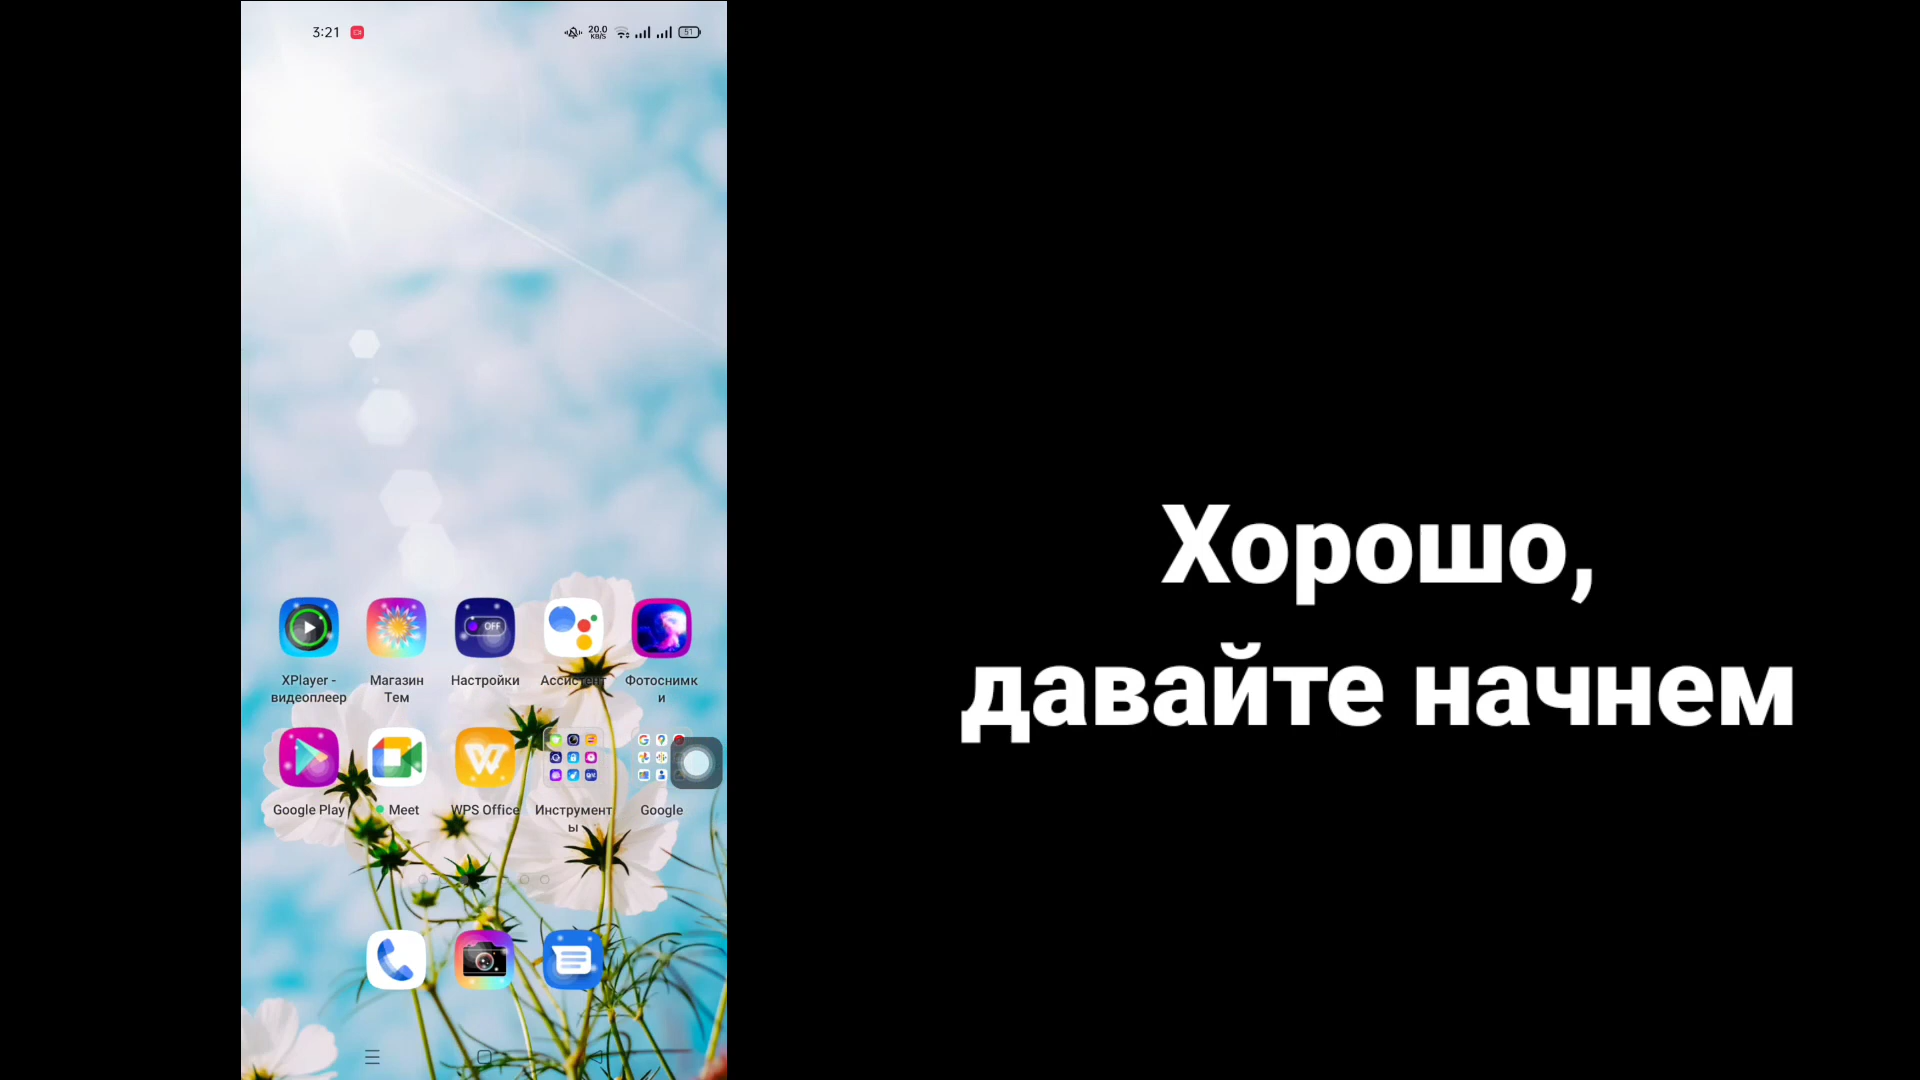 3:21
20.0
KB/S
51
Хорошо,
давайте начнем
OFF
XPlayer -
видеоплеер
Магазин
Тем
Настройки
Ассистент
Фотоснимк
и
Google Play
Meet
WPS Office
Инструмент
ы
Google